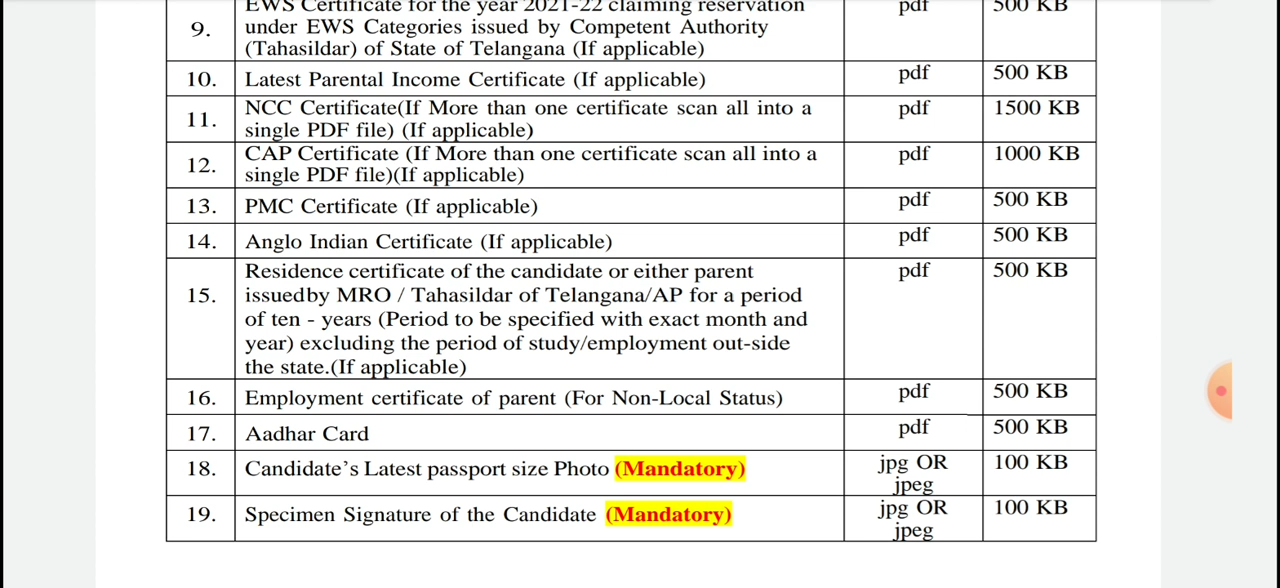 EWS Certificate for the year 2021-22 claiming reservation pdf 500 KB
9. under EWS Categories issued by Competent Authority
(Tahasildar) of State of Telangana (If applicable)
10. Latest Parental Income Certificate (If applicable) pdf 500 KB
11. NCC Certificate(If More than one certificate scan all into a pdf 1500 KB
single PDF file) (If applicable)
12. CAP Certificate (If More than one certificate scan all into a pdf 1000 KB
single PDF file)(If applicable)
13. PMC Certificate (If applicable) pdf 500 KB
14. Anglo Indian Certificate (If applicable) pdf 500 KB
Residence certificate of the candidate or either parent pdf 500 KB
15. issuedby MRO / Tahasildar of Telangana/AP for a period
of ten - years (Period to be specified with exact month and
year) excluding the period of study/employment out-side
the state.(If applicable)
16. Employment certificate of parent (For Non-Local Status) pdf 500 KB
17. Aadhar Card pdf 500 KB
18. Candidate’s Latest passport size Photo (Mandatory) jpg OR 100 KB
jpeg
19. Specimen Signature of the Candidate (Mandatory) jpg OR 100 KB
jpeg